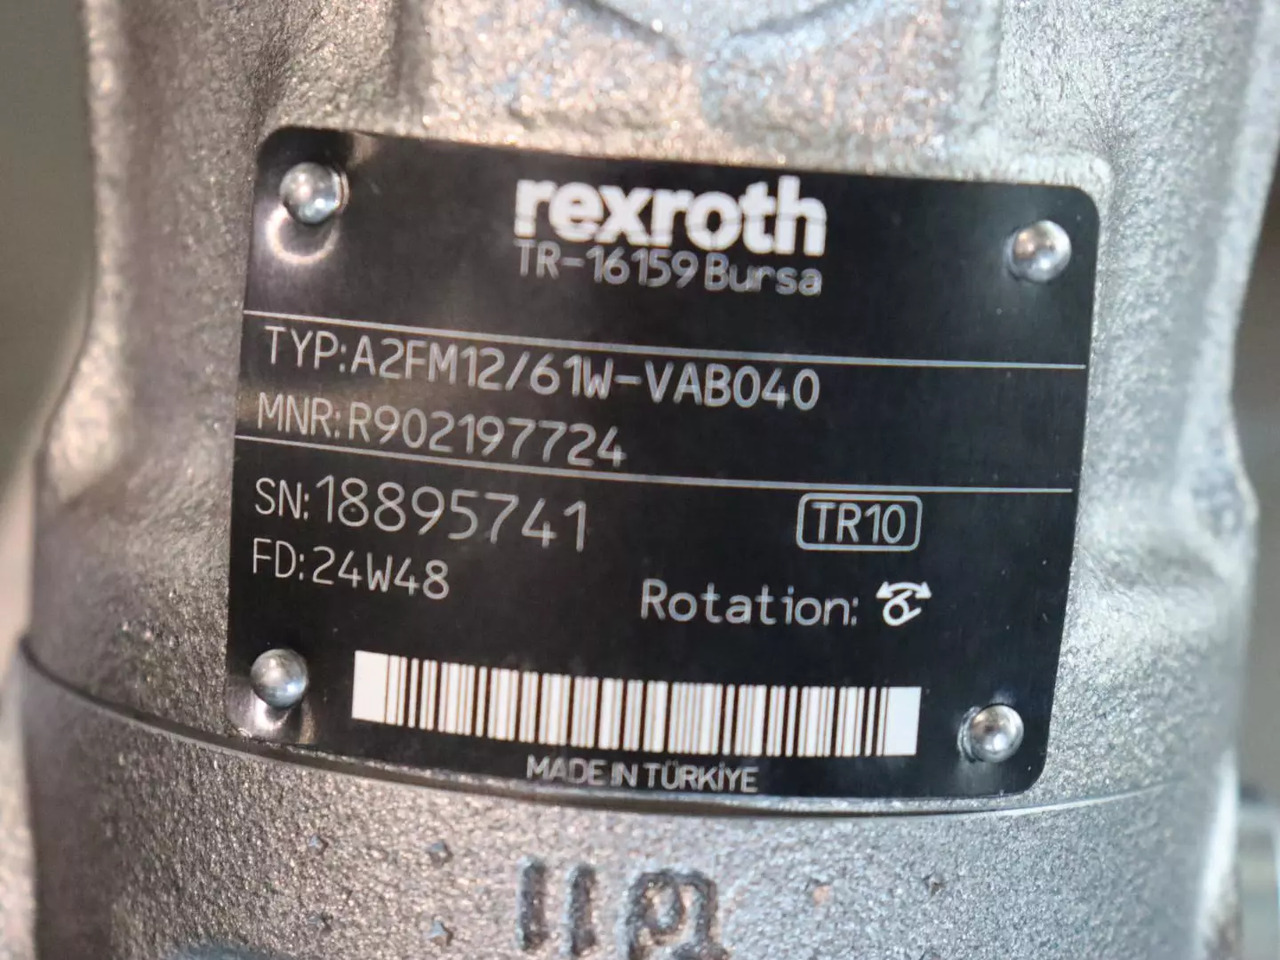 rexroth
TR-16159 Bursa
TYP:A2FM12/61W-VAB040
MNR:R902197724
SN:18895741
TR10
FD:24W48
Rotation:
MADE IN TÜRKİYE